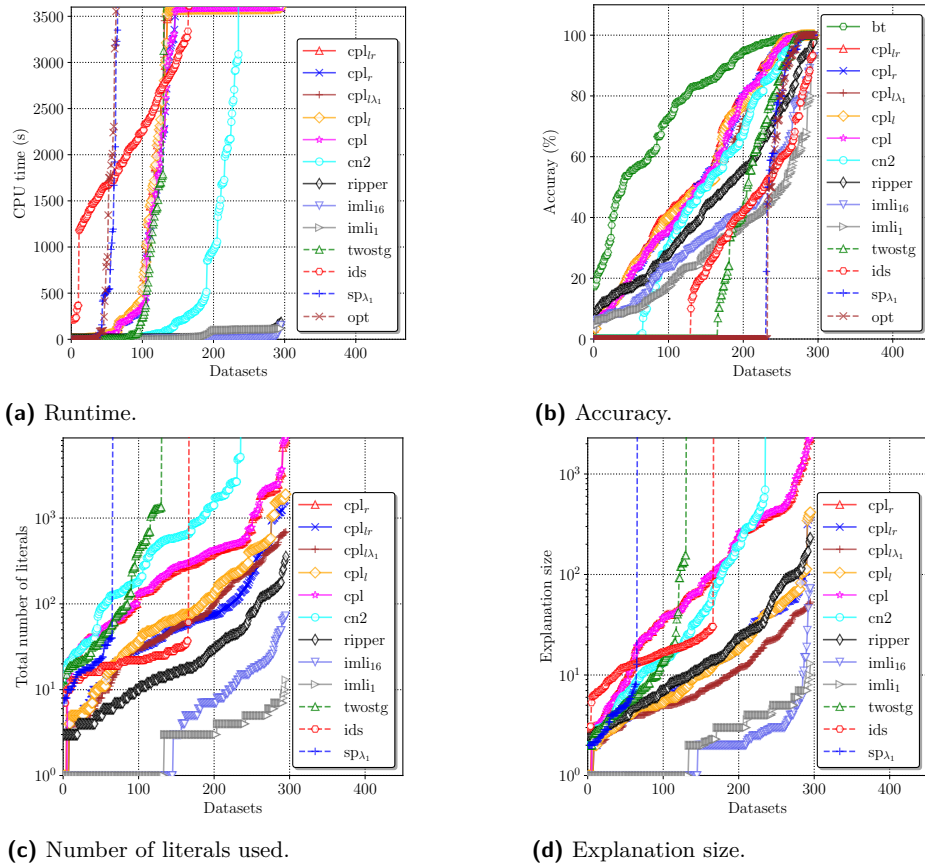 3500
3000
2500
2000
1500
1000
500
0
CPU time (s)
0 100 200 300 400
Datasets
cpl_lr
cpl_r
cpl_lλ1
cpl_l
cpl
cn2
ripper
imli_16
imli_1
twostg
ids
sp_λ1
opt
(a) Runtime.
100
80
60
40
20
0
Accuray (%)
0 100 200 300 400
Datasets
bt
cpl_lr
cpl_r
cpl_lλ1
cpl_l
cpl
cn2
ripper
imli_16
imli_1
twostg
ids
sp_λ1
opt
(b) Accuracy.
10^3
10^2
10^1
10^0
Total number of literals
0 100 200 300 400
Datasets
cpl_r
cpl_lr
cpl_lλ1
cpl_l
cpl
cn2
ripper
imli_16
imli_1
twostg
ids
sp_λ1
(c) Number of literals used.
10^3
10^2
10^1
10^0
Explanation size
0 100 200 300 400
Datasets
cpl_r
cpl_lr
cpl_lλ1
cpl_l
cpl
cn2
ripper
imli_16
imli_1
twostg
ids
sp_λ1
(d) Explanation size.